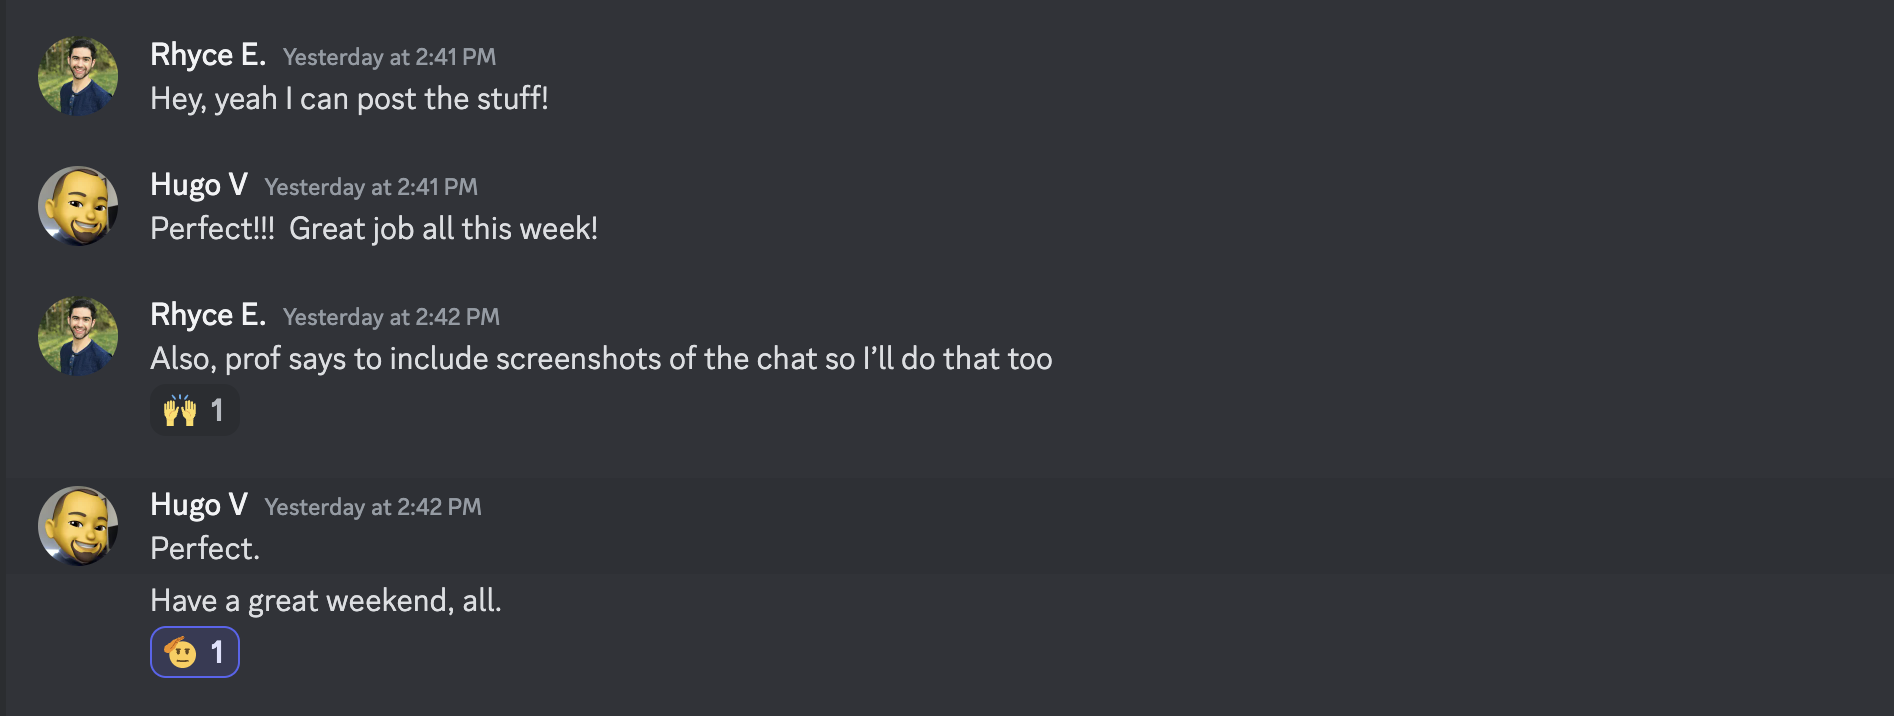 Rhyce E. Yesterday at 2:41 PM
Hey, yeah I can post the stuff!
Hugo V Yesterday at 2:41 PM
Perfect!!!  Great job all this week!
Rhyce E. Yesterday at 2:42 PM
Also, prof says to include screenshots of the chat so I’ll do that too
1
Hugo V Yesterday at 2:42 PM
Perfect.
Have a great weekend, all.
1